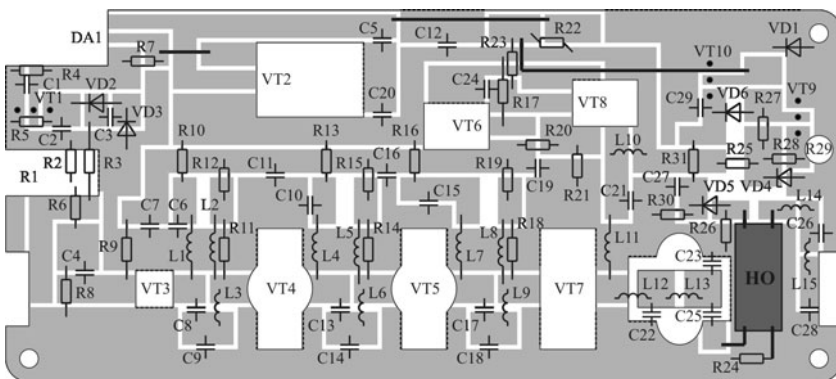 C5 R22
DA1 C12 R23 VD1
R7 VT10
R4 VT2 C24 VT8
C1 VD2 R17 C29 VD6 VT9
VT1 VD3 R27
R5 C2 C3 C20 VT6
R10 R13 R16 R20 L10 R28 R29
R2 R3 R12 C11 R15 C16 R19 C19 R21 R31 R25
R1 C27 VD5 VD4
R6 C7 C6 L2 C10 C15 C21 R30 L14
R9 L1 R11 L4 L5 R14 L7 L8 R18 L11 R26 C26
C4 C23
R8 VT3 L3 VT4 L6 VT5 L9 VT7 L12 L13 HO L15
C8 C13 C17 C22 C25 C28
C9 C14 C18 R24